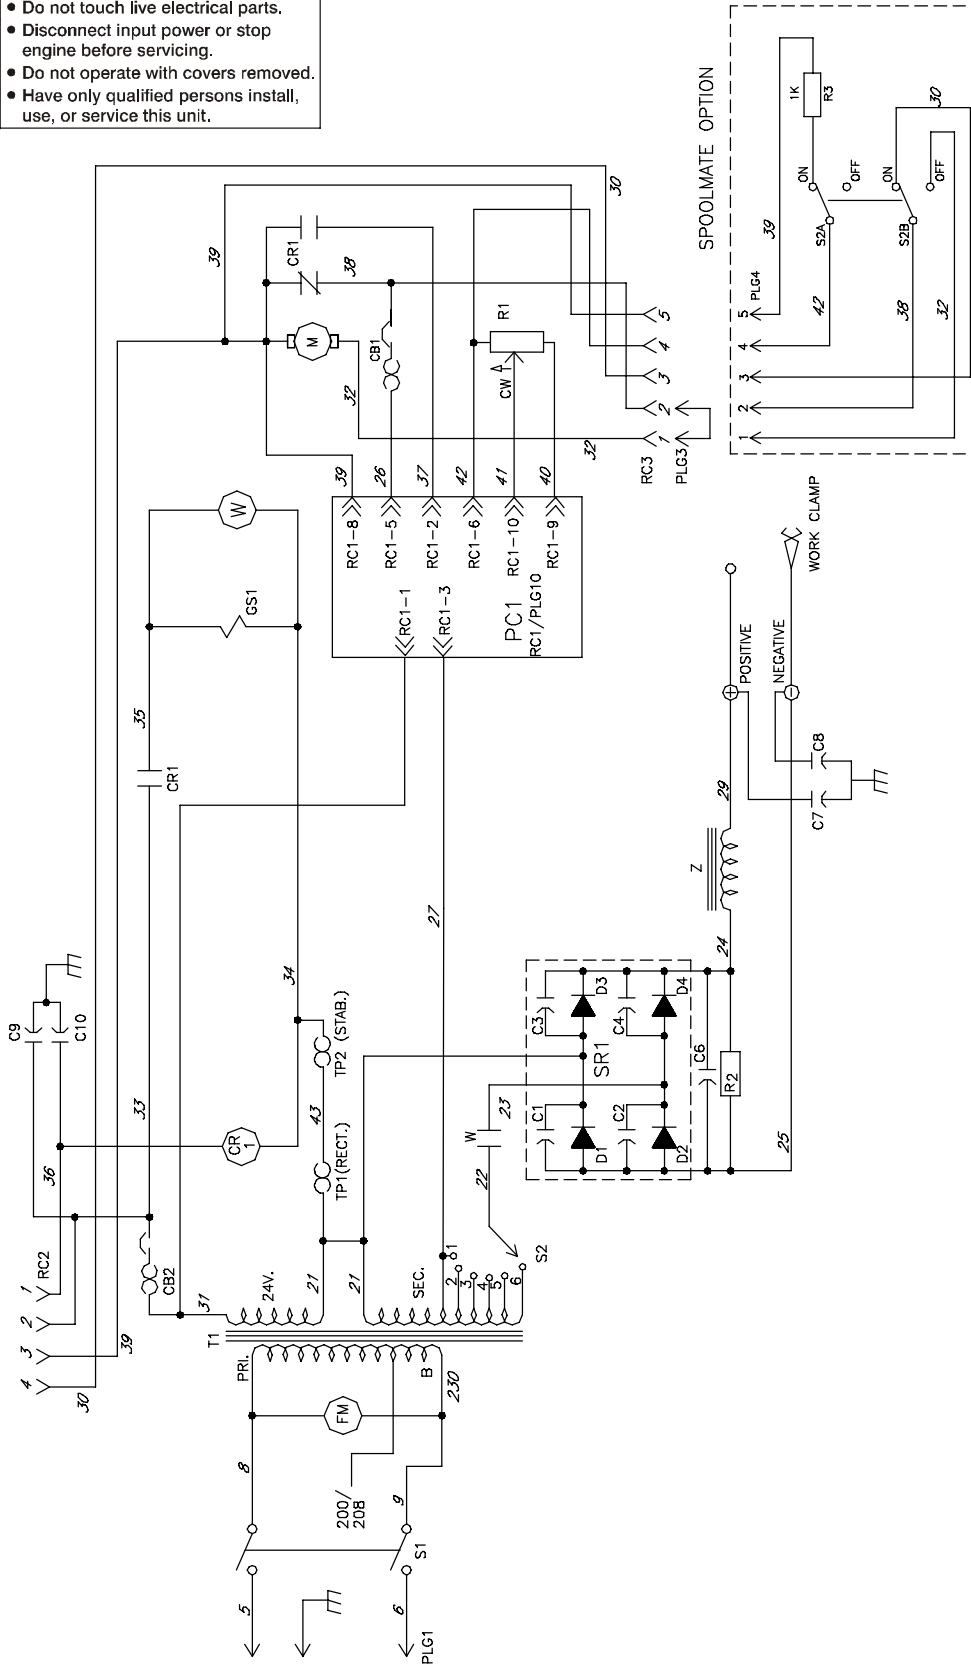 • Do not touch live electrical parts.
• Disconnect input power or stop
engine before servicing.
• Do not operate with covers removed.
• Have only qualified persons install,
use, or service this unit.
SPOOLMATE OPTION
1K
R3
30
ON
OFF
ON
OFF
S2A
S2B
39
42
38
32
PLG4
5
4
3
2
1
30
39
CR1
38
M
CB1
R1
CW
32
32
5
4
3
2
1
RC3
PLG3
39
26
37
42
41
40
RC1-8
RC1-5
RC1-2
RC1-6
RC1-10
RC1-9
RC1-1
RC1-3
PC1
RC1/PLG10
W
GS1
35
CR1
WORK CLAMP
POSITIVE
NEGATIVE
+
-
C8
C7
29
Z
24
27
34
C9
C10
33
36
CR
1
TP2 (STAB.)
43
TP1(RECT.)
C3
D3
C4
D4
SR1
C1
D1
C2
D2
C6
R2
25
23
W
22
S2
1
2
3
4
5
6
RC2
1
2
3
4
CB2
39
30
31
24V.
21
21
SEC.
T1
PRI.
B
230
FM
8
200/
208
9
S1
5
6
PLG1